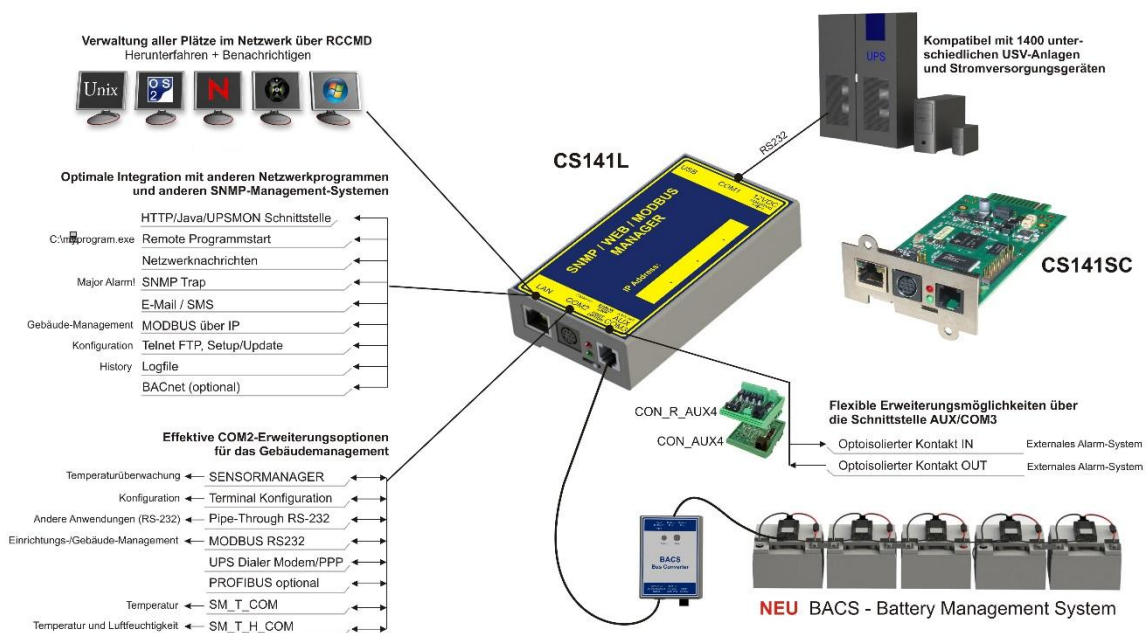 Verwaltung aller Plätze im Netzwerk über RCCMD
Herunterfahren + Benachrichtigen
Unix
OS
2
N
Optimale Integration mit anderen Netzwerkprogrammen
und anderen SNMP-Management-Systemen
HTTP/Java/UPSMON Schnittstelle
Remote Programmstart
Netzwerknachrichten
Major Alarm! SNMP Trap
E-Mail / SMS
Gebäude-Management MODBUS über IP
Konfiguration Telnet FTP, Setup/Update
History Logfile
BACnet (optional)
Effektive COM2-Erweiterungsoptionen
für das Gebäudemanagement
Temperaturüberwachung SENSORMANAGER
Konfiguration Terminal Konfiguration
Andere Anwendungen (RS-232) Pipe-Through RS-232
Einrichtungs-/Gebäude-Management MODBUS RS232
UPS Dialer Modem/PPP
PROFIBUS optional
Temperatur SM_T_COM
Temperatur und Luftfeuchtigkeit SM_T_H_COM
CS141L
RS232
USB
COM1
12VDC
SNMP / WEB / MODBUS
MANAGER
IP Address:
LAN
COM2
AUX
COM3
UPS
Kompatibel mit 1400 unter-
schiedlichen USV-Anlagen
und Stromversorgungsgeräten
CS141SC
CON_R_AUX4
CON_AUX4
Flexible Erweiterungsmöglichkeiten über
die Schnittstelle AUX/COM3
Optoisolierter Kontakt IN Externales Alarm-System
Optoisolierter Kontakt OUT Externales Alarm-System
BACS
Bus Converter
NEU BACS - Battery Management System